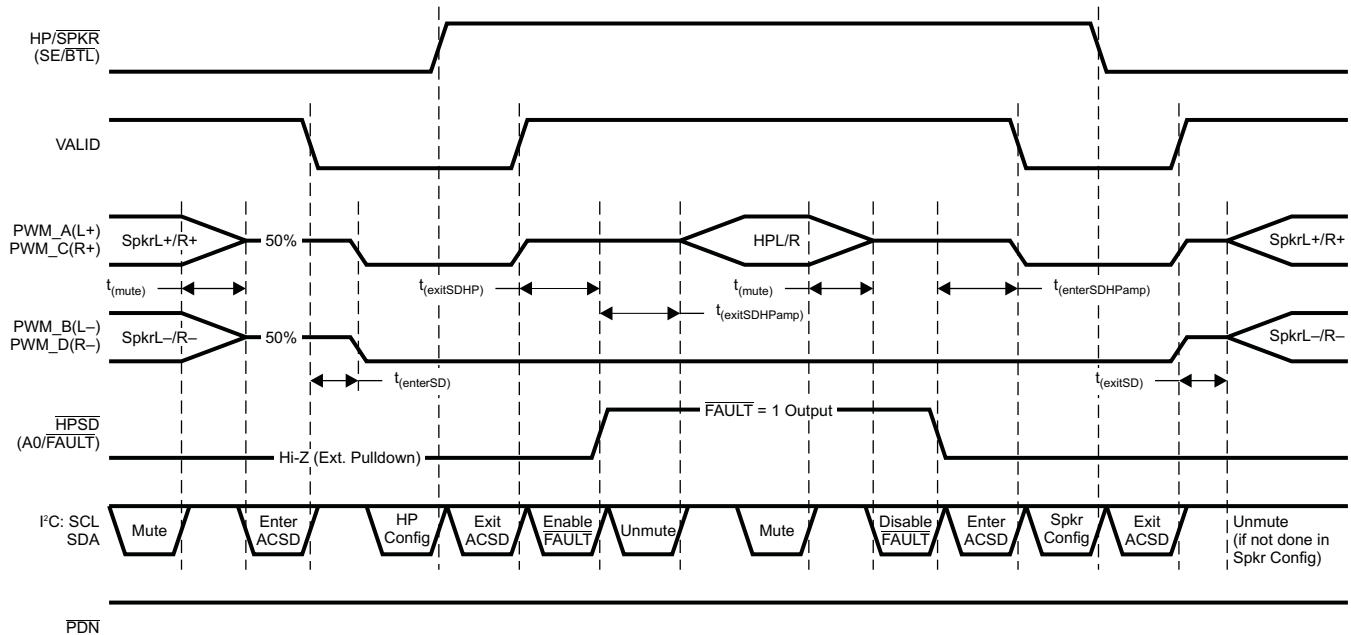 HP/SPKR
(SE/BTL)
VALID
PWM_A(L+)
PWM_C(R+)
SpkrL+/R+
50%
HPL/R
SpkrL+/R+
t(mute)
t(exitSDHP)
t(mute)
t(enterSDHPamp)
t(exitSDHPamp)
PWM_B(L–)
PWM_D(R–)
SpkrL–/R–
50%
SpkrL–/R–
t(enterSD)
t(exitSD)
HPSD
(A0/FAULT)
FAULT = 1 Output
Hi-Z (Ext. Pulldown)
I²C: SCL
SDA
Mute
Enter
ACSD
HP
Config
Exit
ACSD
Enable
FAULT
Unmute
Mute
Disable
FAULT
Enter
ACSD
Spkr
Config
Exit
ACSD
Unmute
(if not done in
Spkr Config)
PDN